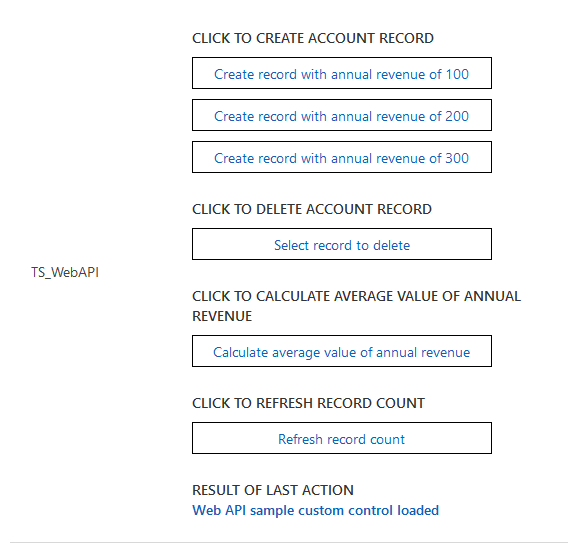 CLICK TO CREATE ACCOUNT RECORD
Create record with annual revenue of 100
Create record with annual revenue of 200
Create record with annual revenue of 300
CLICK TO DELETE ACCOUNT RECORD
Select record to delete
TS_WebAPI
CLICK TO CALCULATE AVERAGE VALUE OF ANNUAL
REVENUE
Calculate average value of annual revenue
CLICK TO REFRESH RECORD COUNT
Refresh record count
RESULT OF LAST ACTION
Web API sample custom control loaded